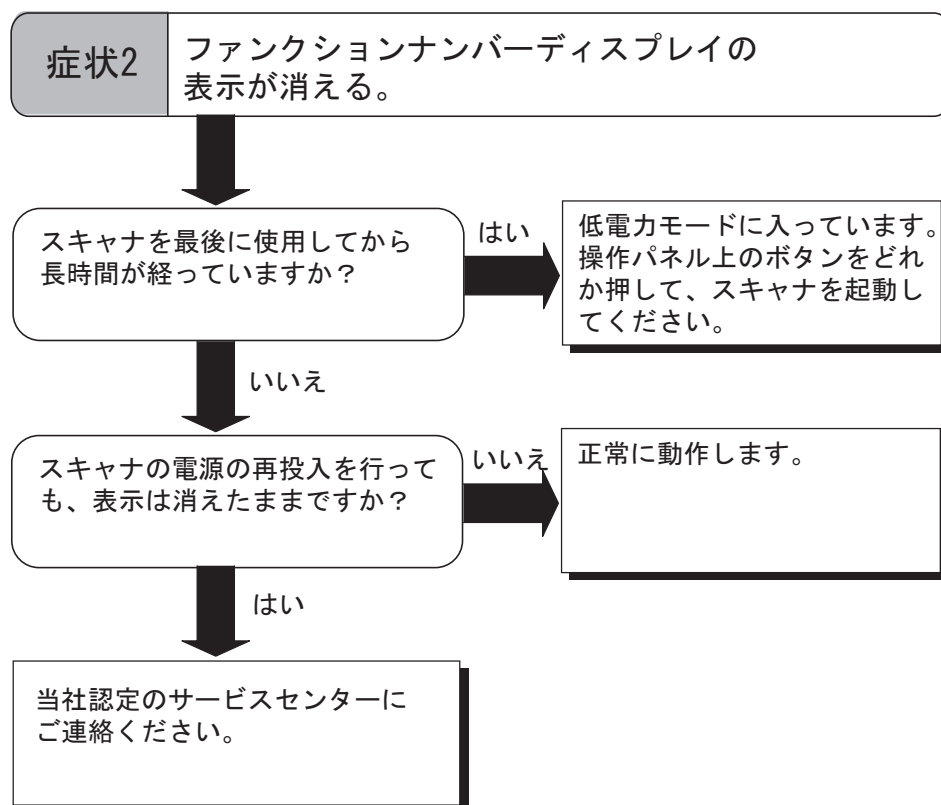 症状2
ファンクションナンバーディスプレイの
表示が消える。
スキャナを最後に使用してから
長時間が経っていますか？
はい
低電力モードに入っています。
操作パネル上のボタンをどれ
か押して、スキャナを起動し
てください。
いいえ
スキャナの電源の再投入を行って
も、表示は消えたままですか？
いいえ
正常に動作します。
はい
当社認定のサービスセンターに
ご連絡ください。